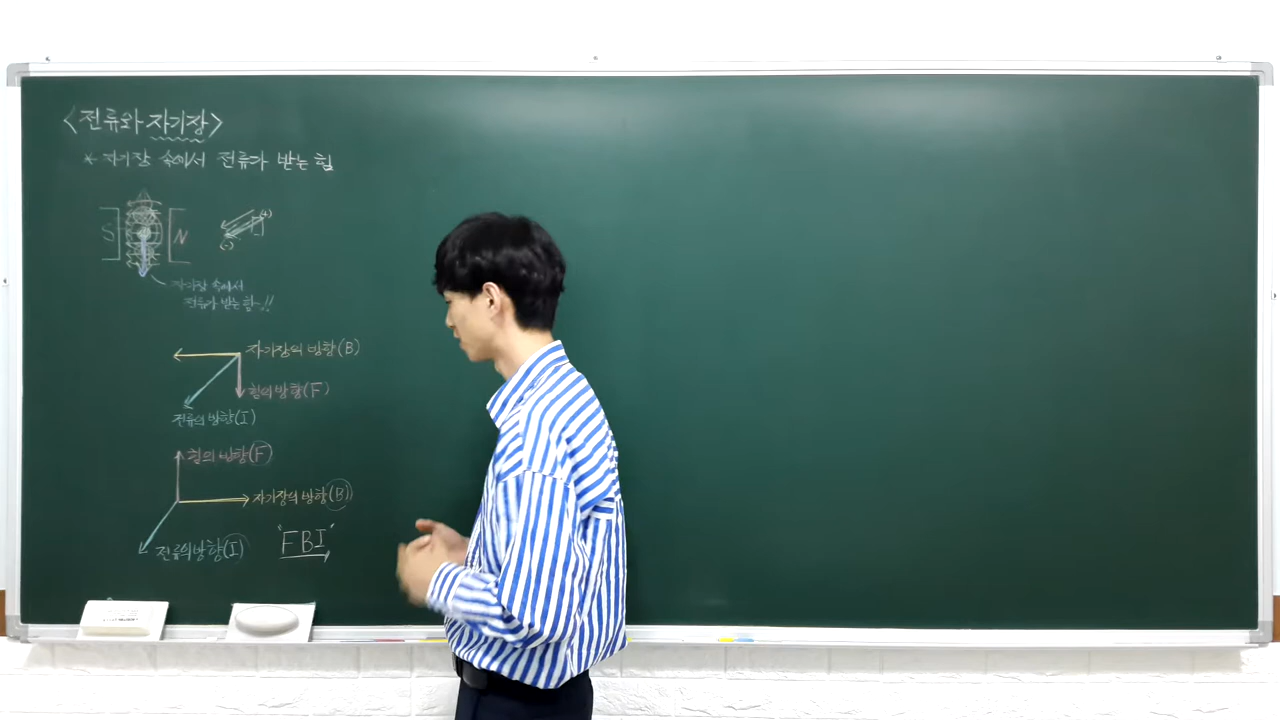 <전류와 자기장>
* 자기장 속에서 전류가 받는 힘
S N
(+)
(-)
자기장 속에서
전류가 받는 힘~!!
자기장의 방향(B)
힘의 방향(F)
전류의 방향(I)
힘의 방향(F)
자기장의 방향(B)
전류의 방향(I)
"FBI"